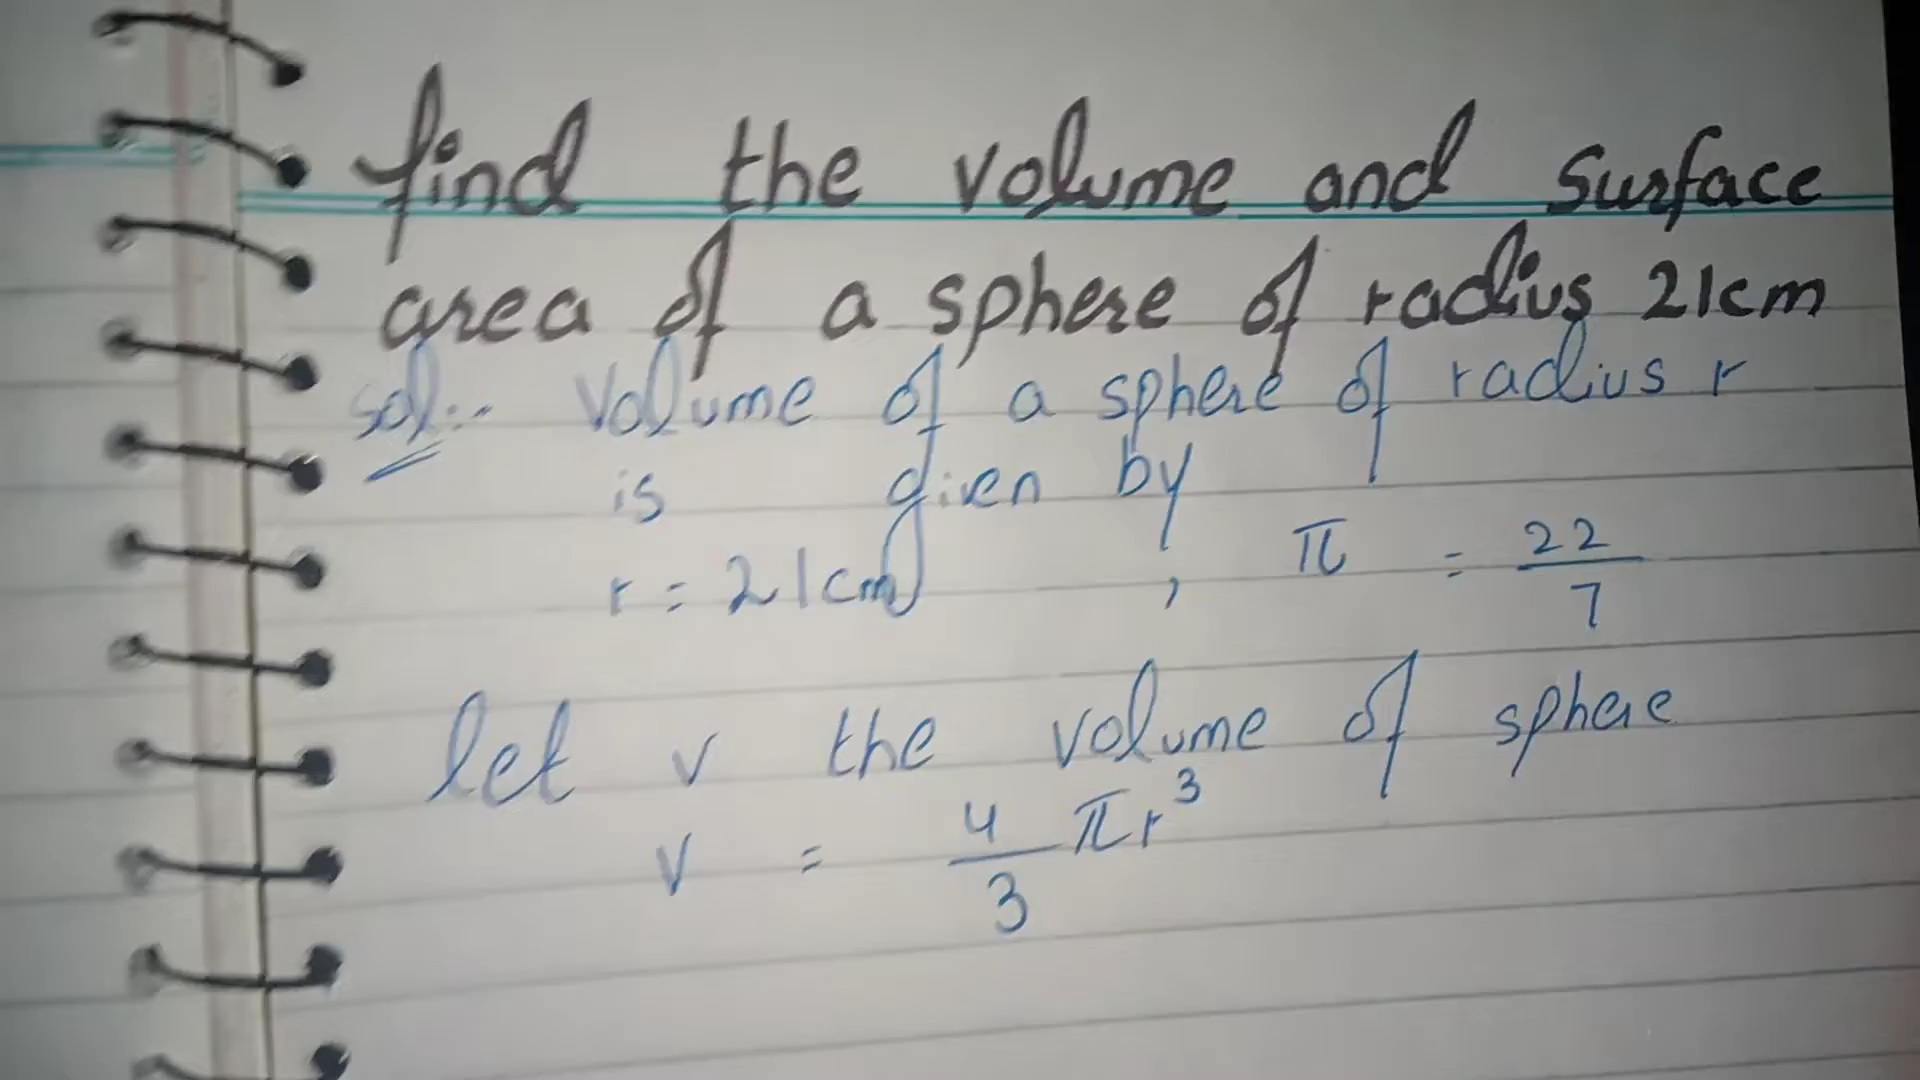 find the volume and surface
area of a sphere of radius 21cm
sol:- Volume of a sphere of radius r
is given by
r = 21cm , π = 22/7
let v the volume of sphere
v = 4/3 πr³